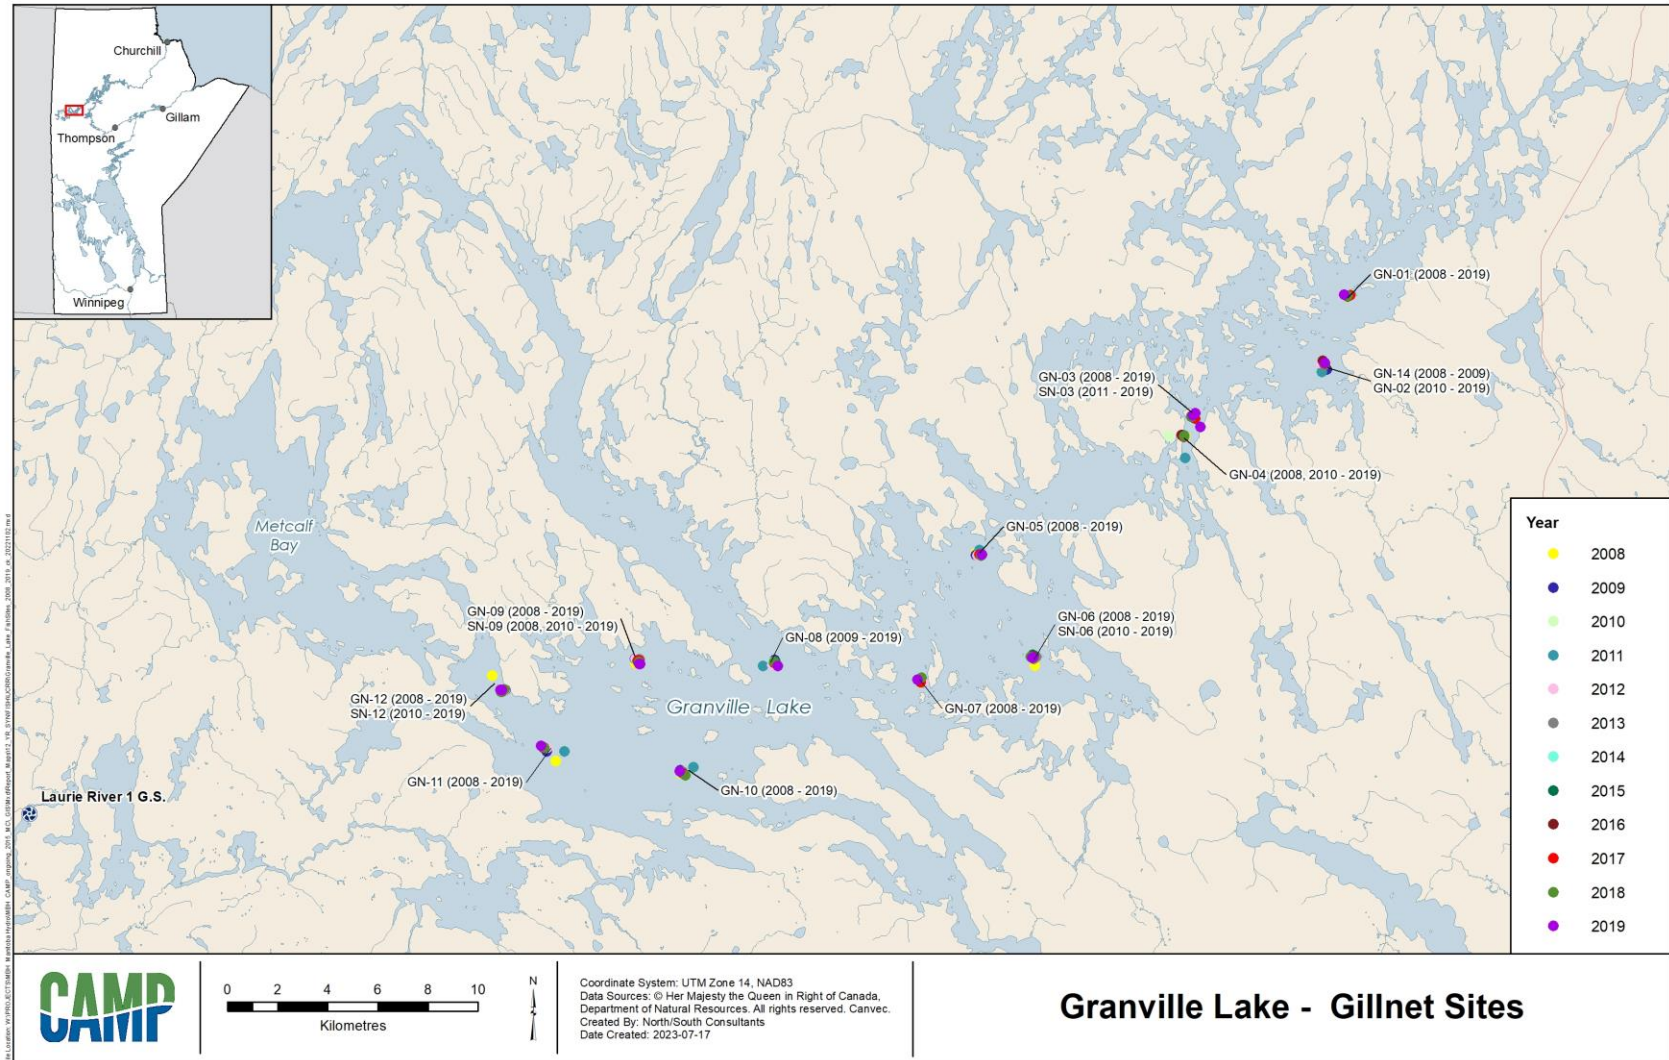 Churchill
Gillam
Thompson
Winnipeg
GN-01 (2008 - 2019)
GN-14 (2008 - 2009)
GN-02 (2010 - 2019)
GN-03 (2008 - 2019)
SN-03 (2011 - 2019)
GN-04 (2008, 2010 - 2019)
GN-05 (2008 - 2019)
Metcalf
Bay
GN-09 (2008 - 2019)
SN-09 (2008, 2010 - 2019)
GN-08 (2009 - 2019)
GN-06 (2008 - 2019)
SN-06 (2010 - 2019)
GN-12 (2008 - 2019)
SN-12 (2010 - 2019)
Granville Lake
GN-07 (2008 - 2019)
GN-11 (2008 - 2019)
GN-10 (2008 - 2019)
Laurie River 1 G.S.
Year
2008
2009
2010
2011
2012
2013
2014
2015
2016
2017
2018
2019
CAMP
0 2 4 6 8 10
Kilometres
N
Coordinate System: UTM Zone 14, NAD83
Data Sources: © Her Majesty the Queen in Right of Canada,
Department of Natural Resources. All rights reserved. Canvec.
Created By: North/South Consultants
Date Created: 2023-07-17
Granville Lake - Gillnet Sites